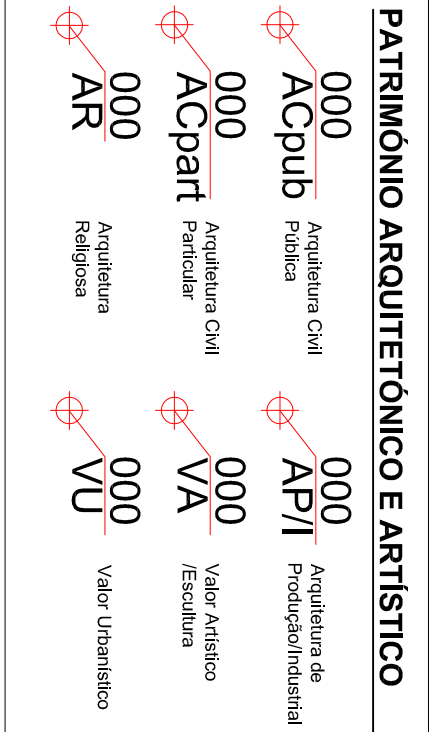 PATRIMÓNIO ARQUITETÓNICO E ARTÍSTICO
000
ACpub
Arquitetura Civil
Pública
000
AP/I
Arquitetura de
Produção/Industrial
000
ACpart
Arquitetura Civil
Particular
000
VA
Valor Artístico
/Escultura
000
AR
Arquitetura
Religiosa
000
VU
Valor Urbanístico